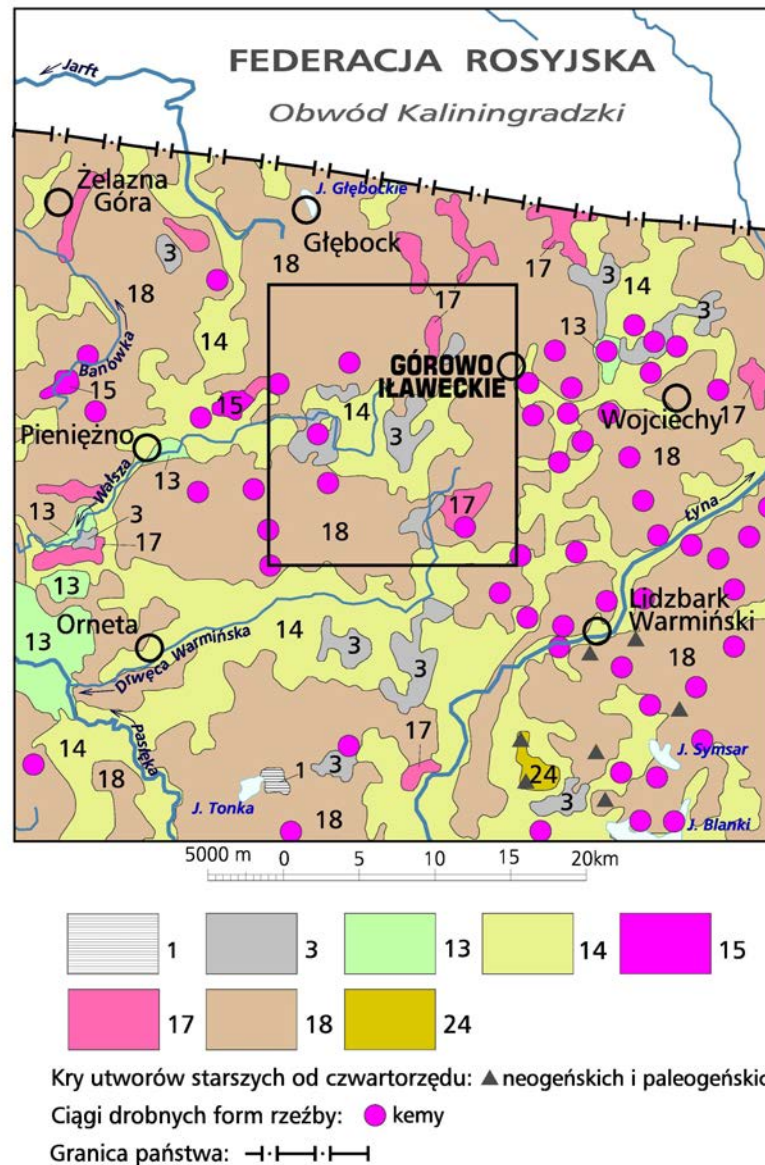 FEDERACJA ROSYJSKA
Obwód Kaliningradzki
Jarft
Żelazna
Góra
J. Głębockie
Głębock
3
18
17
3
14
3
18
17
13
14
Banówka
GÓROWO
IŁAWECKIE
15
15
14
3
Wojciechy
17
Pieniężno
13
18
Wałsza
Łyna
13
3
17
18
17
13
Orneta
13
Lidzbark
Warmiński
14
3
3
18
Drwęca Warmińska
Pasłęka
14
18
17
24
J. Symsar
J. Tonka
1
3
18
3
J. Blanki
5000 m 0 5 10 15 20km
1 3 13 14 15
17 18 24
Kry utworów starszych od czwartorzędu: neogeńskich i paleogeńskic
Ciągi drobnych form rzeźby: kemy
Granica państwa: